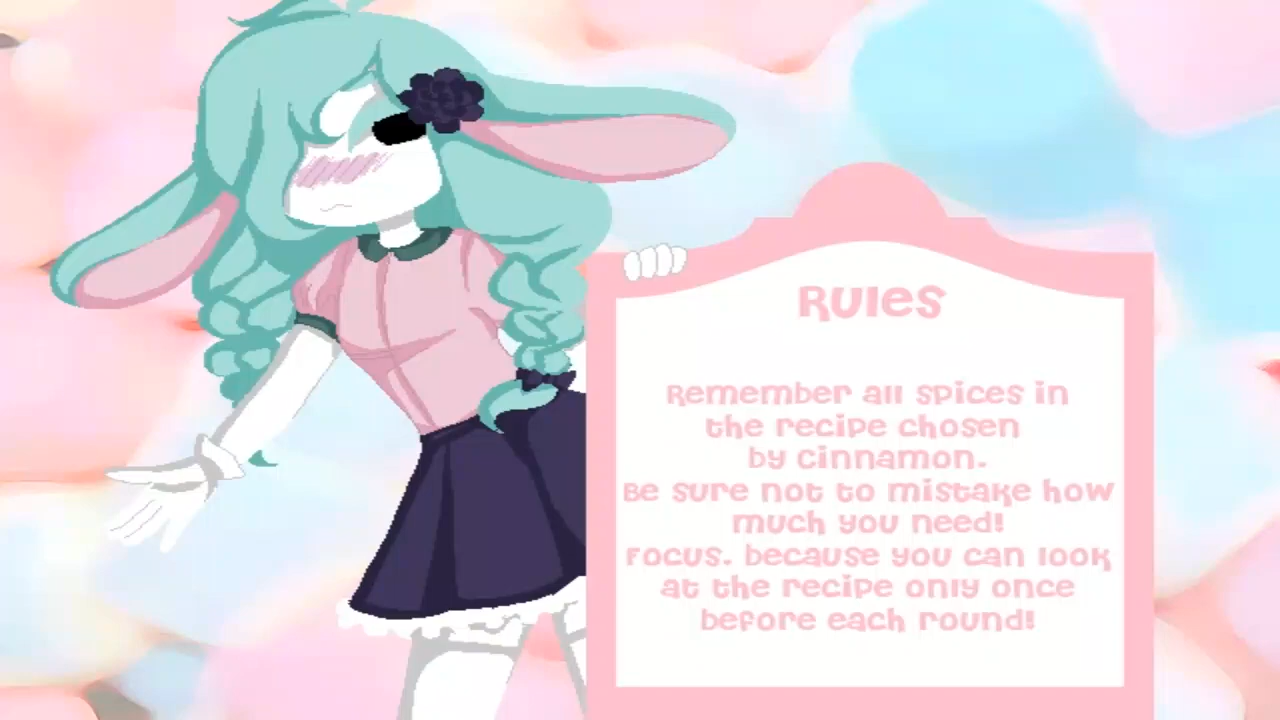 Rules
Remember all spices in
the recipe chosen
by cinnamon.
Be sure not to mistake how
much you need!
Focus. because you can look
at the recipe only once
before each round!